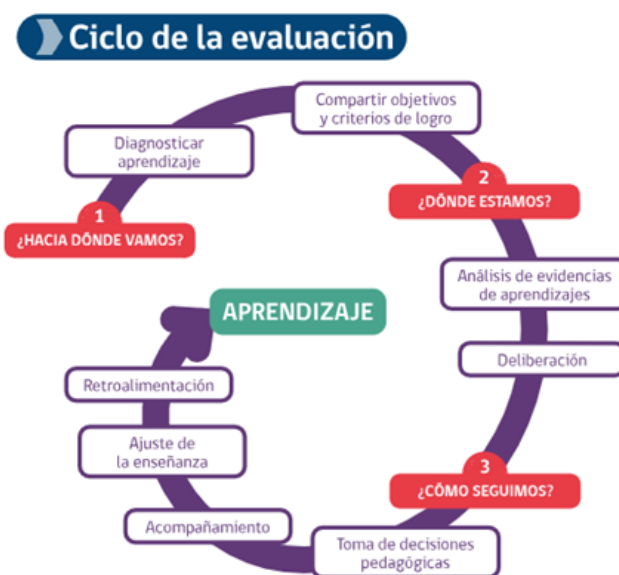 Ciclo de la evaluación
Compartir objetivos
y criterios de logro
Diagnosticar
aprendizaje
1
¿HACIA DÓNDE VAMOS?
2
¿DÓNDE ESTAMOS?
Análisis de evidencias
de aprendizajes
Deliberación
3
¿CÓMO SEGUIMOS?
Toma de decisiones
pedagógicas
Acompañamiento
Ajuste de
la enseñanza
Retroalimentación
APRENDIZAJE